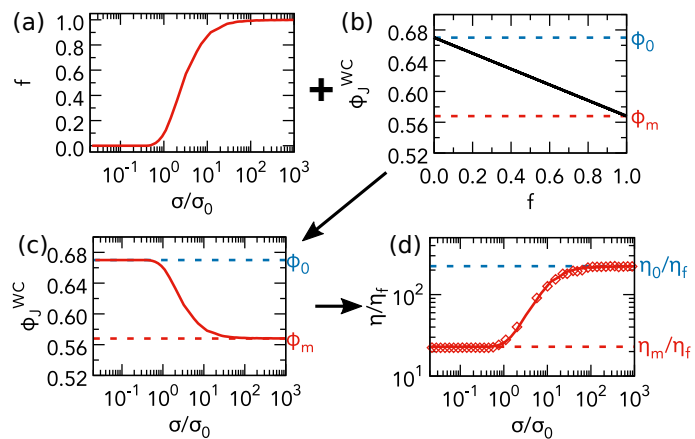 (a)
f
1.0
0.8
0.6
0.4
0.2
0.0
10⁻¹ 10⁰ 10¹ 10² 10³
σ/σ₀
+
(b)
ϕ_J^WC
0.68
0.64
0.60
0.56
0.52
ϕ₀
ϕₘ
0.0 0.2 0.4 0.6 0.8 1.0
f
(c)
ϕ_J^WC
0.68
0.64
0.60
0.56
0.52
ϕ₀
ϕₘ
10⁻¹ 10⁰ 10¹ 10² 10³
σ/σ₀
(d)
η/η_f
10²
10¹
η₀/η_f
ηₘ/η_f
10⁻¹ 10⁰ 10¹ 10² 10³
σ/σ₀